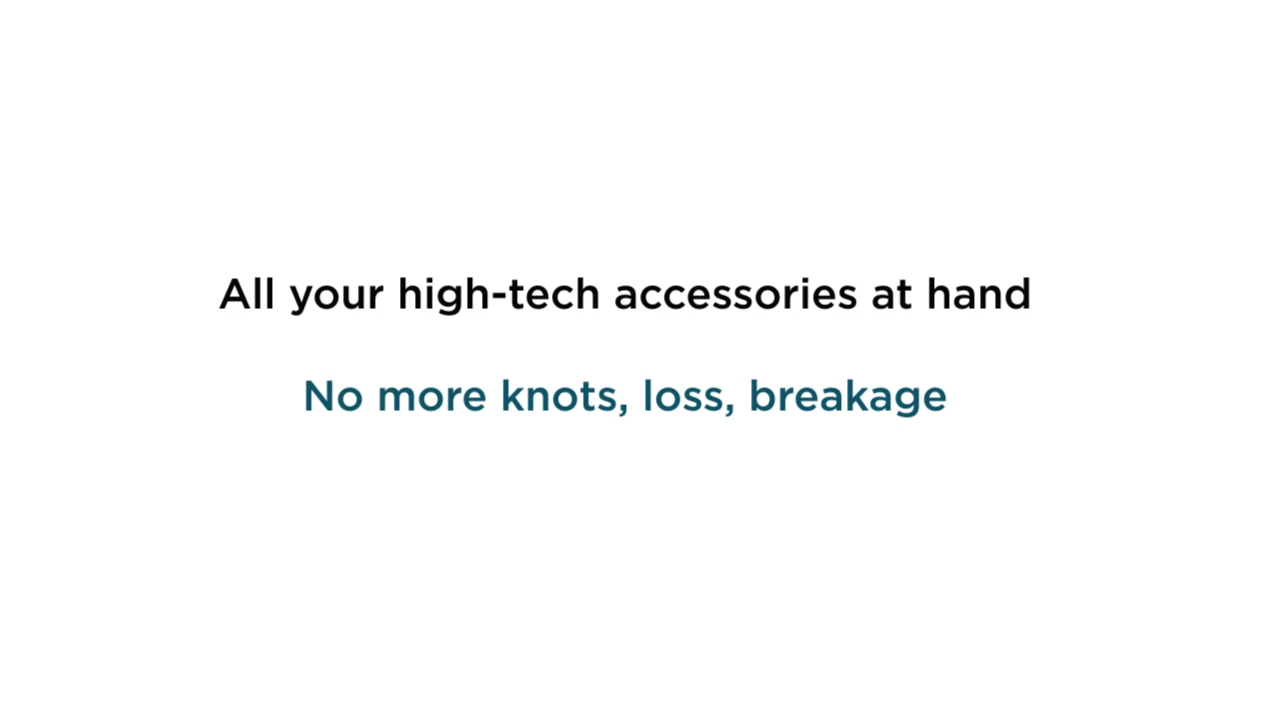 All your high-tech accessories at hand
No more knots, loss, breakage